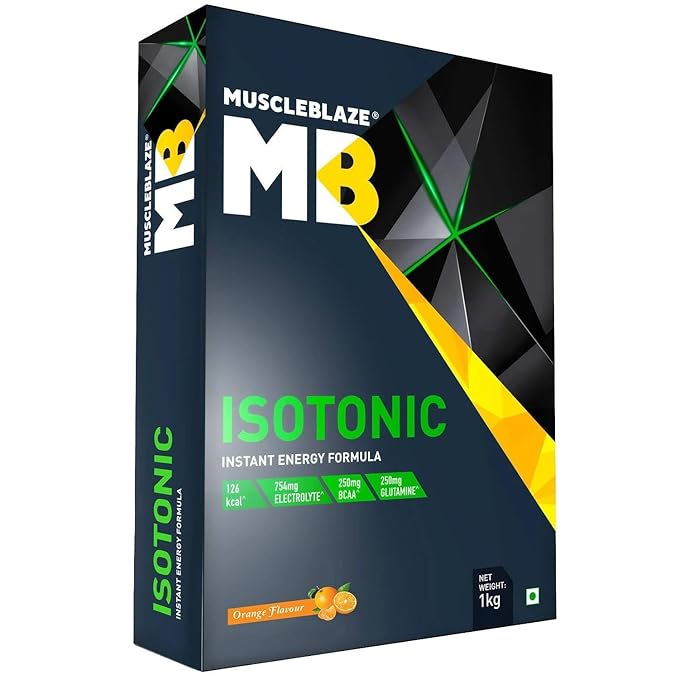 MUSCLEBLAZE®
MB
ISOTONIC
INSTANT ENERGY FORMULA
126 kcal^
754mg ELECTROLYTE^
250mg BCAA^
250mg GLUTAMINE^
Orange Flavour
NET
WEIGHT:
1kg
MUSCLEBLAZE®
MB
ISOTONIC
INSTANT ENERGY FORMULA